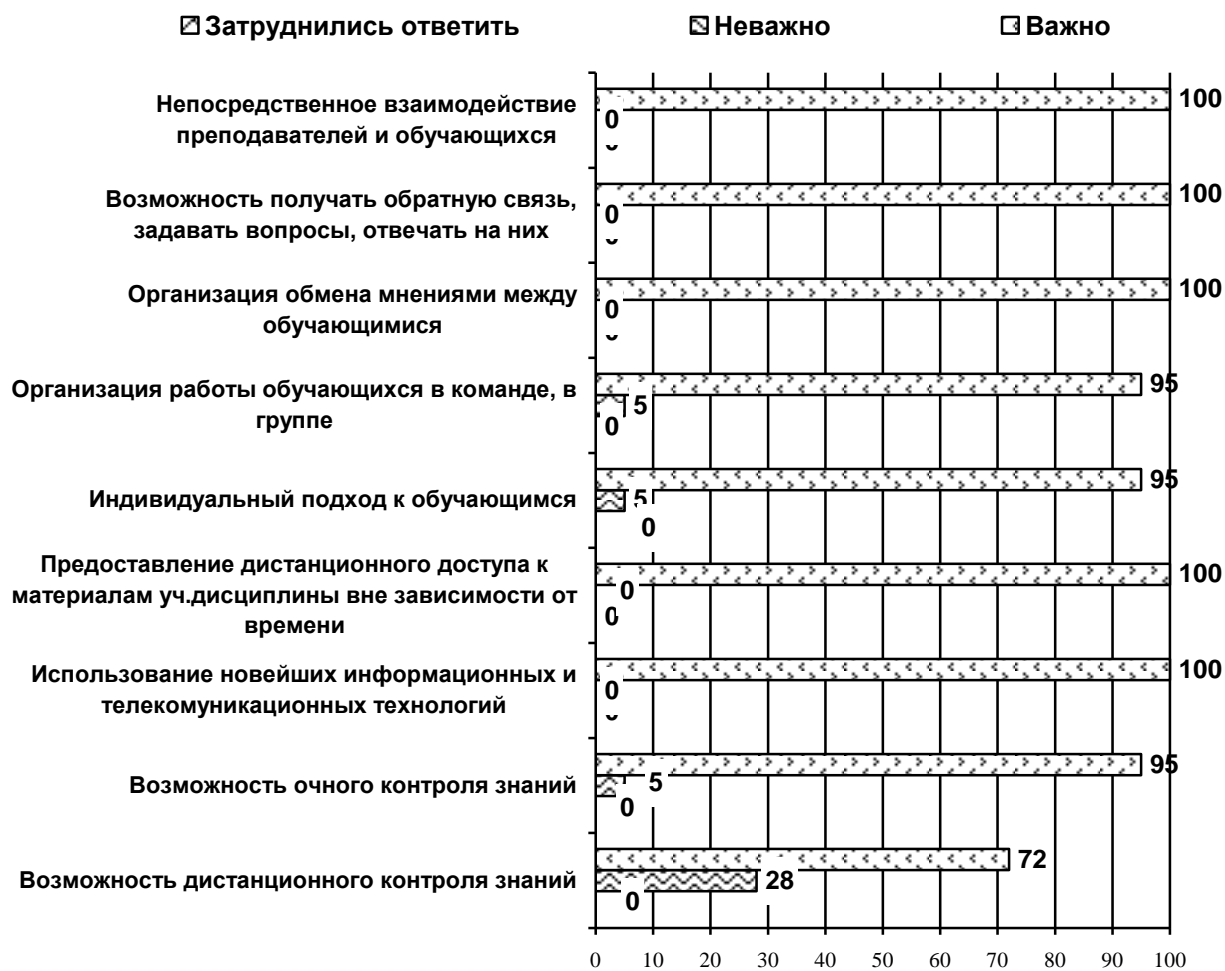 Затруднились ответить Неважно Важно
Непосредственное взаимодействие
преподавателей и обучающихся
100
0
Возможность получать обратную связь,
задавать вопросы, отвечать на них
100
0
Организация обмена мнениями между
обучающимися
100
0
Организация работы обучающихся в команде, в
группе
95
5
0
Индивидуальный подход к обучающимся
95
5
0
Предоставление дистанционного доступа к
материалам уч.дисциплины вне зависимости от
времени
100
0
0
Использование новейших информационных и
телекомуникационных технологий
100
0
Возможность очного контроля знаний
95
5
0
Возможность дистанционного контроля знаний
72
28
0
0 10 20 30 40 50 60 70 80 90 100